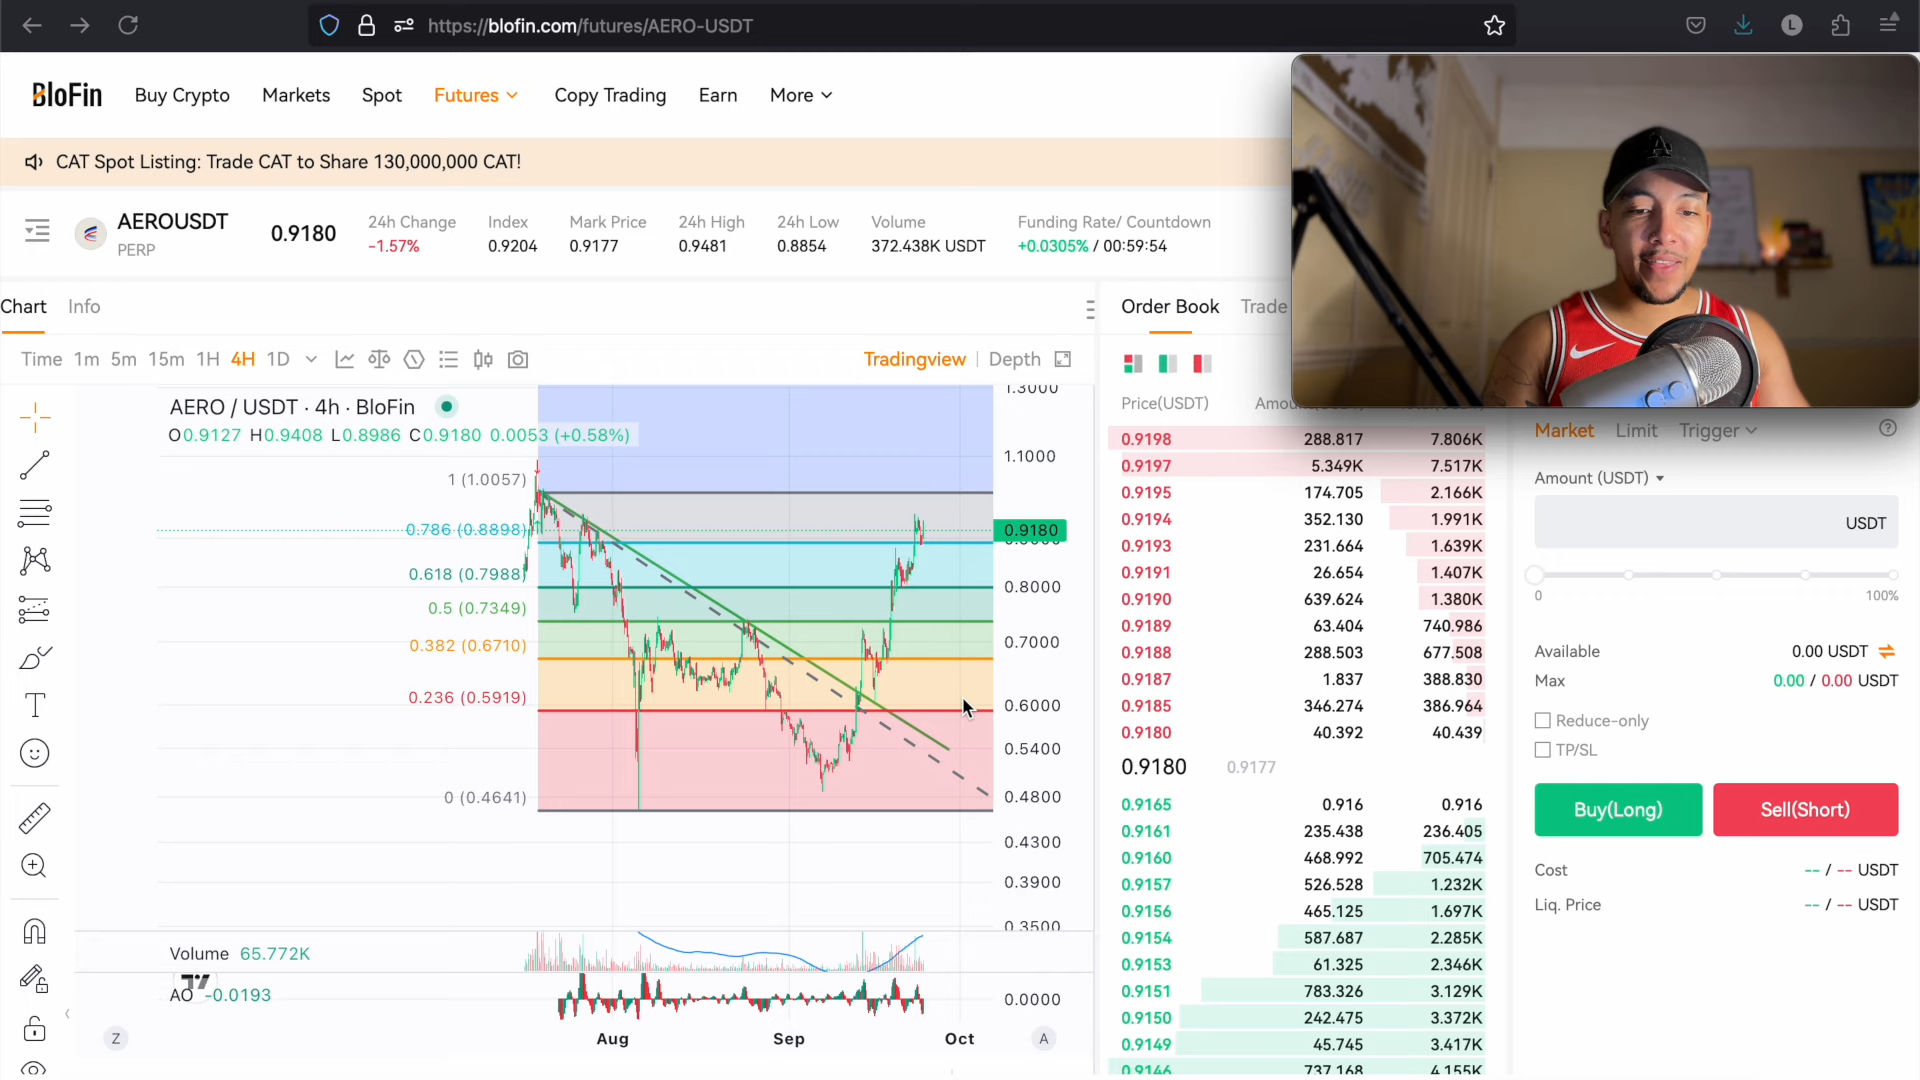 https://blofin.com/futures/AERO-USDT
L
BloFin Buy Crypto Markets Spot Futures Copy Trading Earn More
CAT Spot Listing: Trade CAT to Share 130,000,000 CAT!
AEROUSDT
PERP
0.9180
24h Change Index Mark Price 24h High 24h Low Volume Funding Rate/ Countdown
-1.57% 0.9204 0.9177 0.9481 0.8854 372.438K USDT +0.0305% / 00:59:54
Chart Info
Order Book Trade
Time 1m 5m 15m 1H 4H 1D
Tradingview Depth
AERO / USDT · 4h · BloFin
O0.9127 H0.9408 L0.8986 C0.9180 0.0053 (+0.58%)
1 (1.0057)
0.786 (0.8898)
0.618 (0.7988)
0.5 (0.7349)
0.382 (0.6710)
0.236 (0.5919)
0 (0.4641)
1.3000
1.1000
0.9180
0.8000
0.7000
0.6000
0.5400
0.4800
0.4300
0.3900
0.3500
Volume 65.772K
AO -0.0193
0.0000
Z Aug Sep Oct A
Price(USDT)
0.9198 288.817 7.806K
0.9197 5.349K 7.517K
0.9195 174.705 2.166K
0.9194 352.130 1.991K
0.9193 231.664 1.639K
0.9191 26.654 1.407K
0.9190 639.624 1.380K
0.9189 63.404 740.986
0.9188 288.503 677.508
0.9187 1.837 388.830
0.9185 346.274 386.964
0.9180 40.392 40.439
0.9180 0.9177
0.9165 0.916 0.916
0.9161 235.438 236.405
0.9160 468.992 705.474
0.9157 526.528 1.232K
0.9156 465.125 1.697K
0.9154 587.687 2.285K
0.9153 61.325 2.346K
0.9151 783.326 3.129K
0.9150 242.475 3.372K
0.9149 45.745 3.417K
0.9146 737.168 4.155K
Market Limit Trigger
Amount (USDT)
USDT
0 100%
Available 0.00 USDT
Max 0.00 / 0.00 USDT
Reduce-only
TP/SL
Buy(Long) Sell(Short)
Cost -- / -- USDT
Liq. Price -- / -- USDT